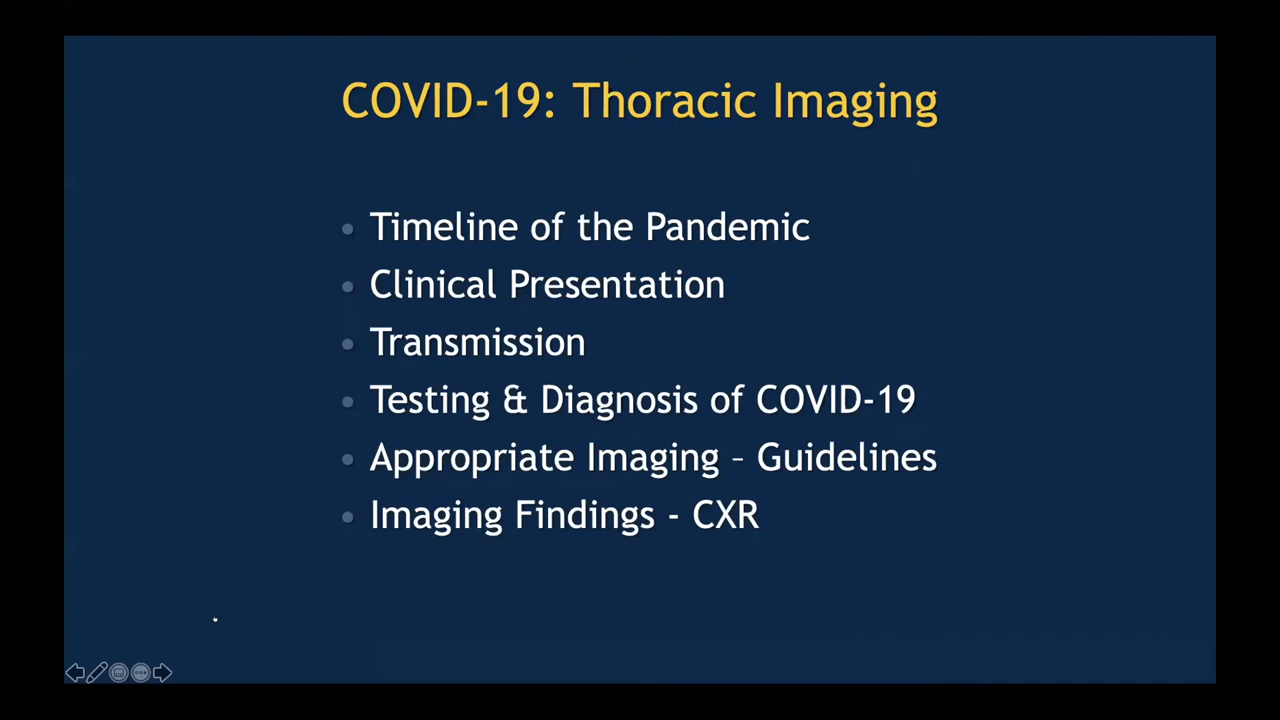 COVID-19: Thoracic Imaging
• Timeline of the Pandemic
• Clinical Presentation
• Transmission
• Testing & Diagnosis of COVID-19
• Appropriate Imaging – Guidelines
• Imaging Findings - CXR